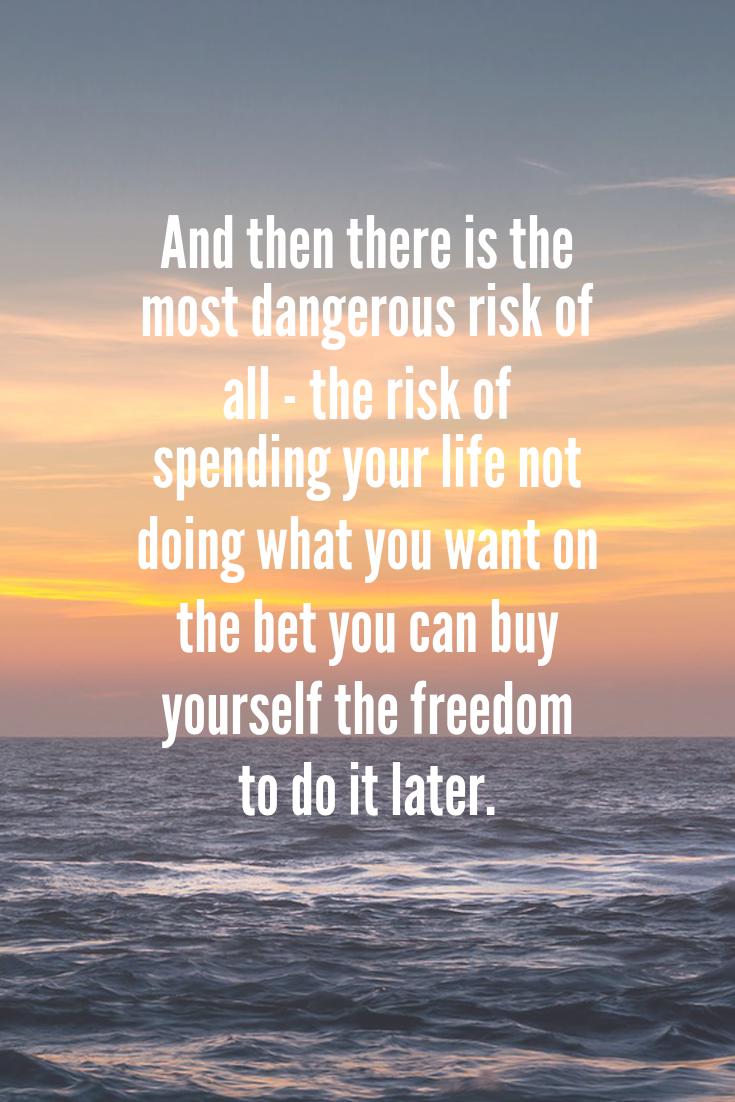 And then there is the
most dangerous risk of
all - the risk of
spending your life not
doing what you want on
the bet you can buy
yourself the freedom
to do it later.